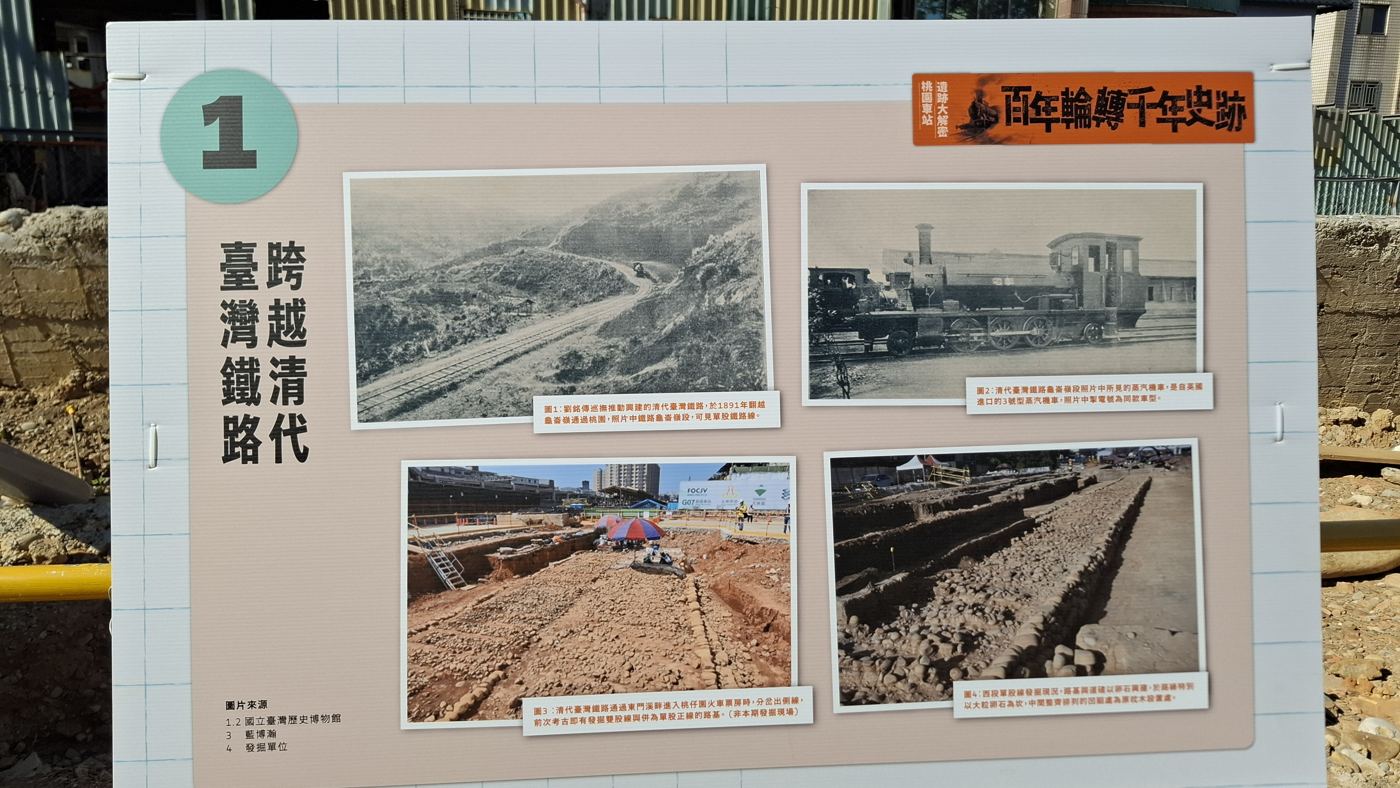 1
跨越清代
臺灣鐵路
遺跡大解密
桃園車站
百年輪轉千年史跡
圖1：劉銘傳巡撫推動興建的清代臺灣鐵路，於1891年翻越
龜崙嶺通過桃園，照片中鐵路龜崙嶺段，可見單股鐵路線。
圖2：清代臺灣鐵路龜崙嶺段照片中所見的蒸汽機車，是自英國
進口的3號型蒸汽機車，照片中掣電號為同款車型。
FOCJV
G07
圖3：清代臺灣鐵路通過東門溪畔進入桃仔園火車票房時，分岔出側線，
前次考古即有發掘雙股線與併為單股正線的路基。（非本期發掘現場）
圖4：西段單股線發掘現況，路基與道碴以卵石興建，於路緣特別
以大粒卵石為坎，中間整齊排列的凹陷處為原枕木設置處。
圖片來源
1.2 國立臺灣歷史博物館
3 藍博瀚
4 發掘單位